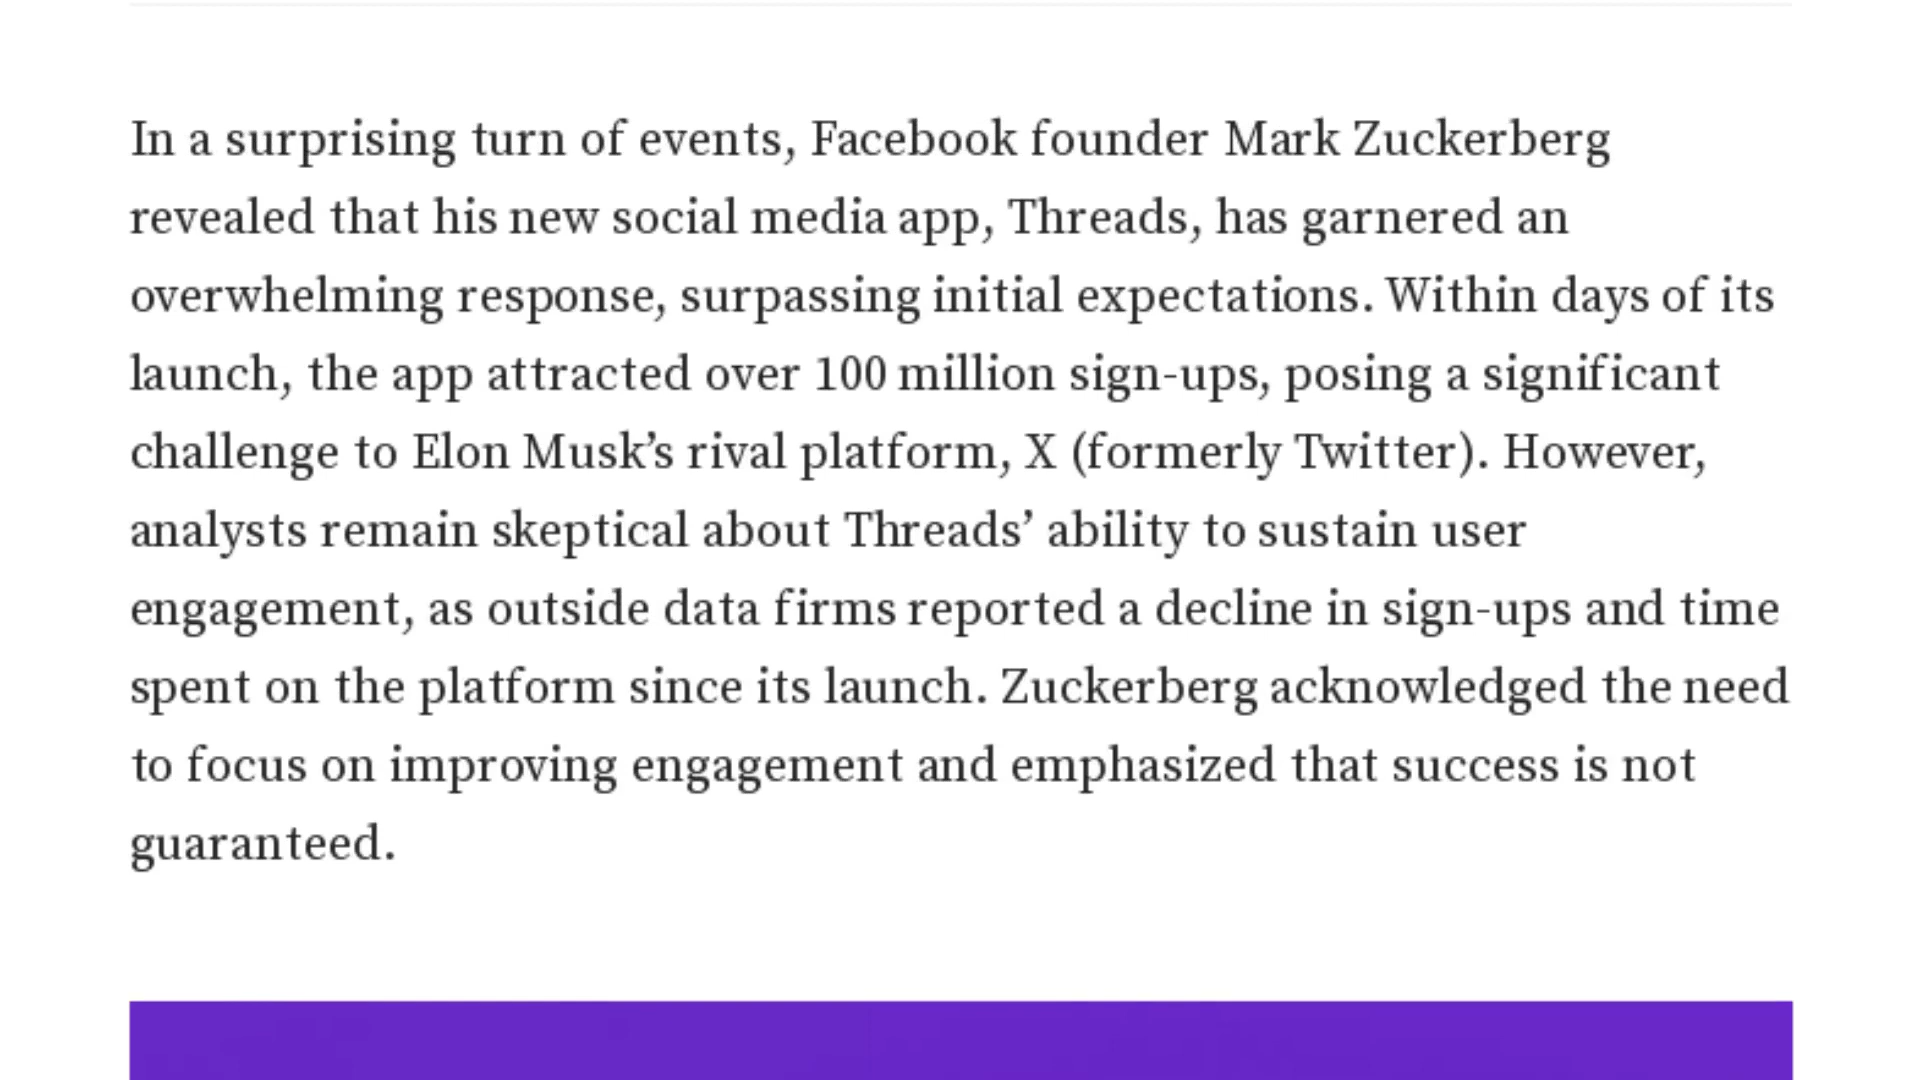 In a surprising turn of events, Facebook founder Mark Zuckerberg
revealed that his new social media app, Threads, has garnered an
overwhelming response, surpassing initial expectations. Within days of its
launch, the app attracted over 100 million sign-ups, posing a significant
challenge to Elon Musk’s rival platform, X (formerly Twitter). However,
analysts remain skeptical about Threads’ ability to sustain user
engagement, as outside data firms reported a decline in sign-ups and time
spent on the platform since its launch. Zuckerberg acknowledged the need
to focus on improving engagement and emphasized that success is not
guaranteed.